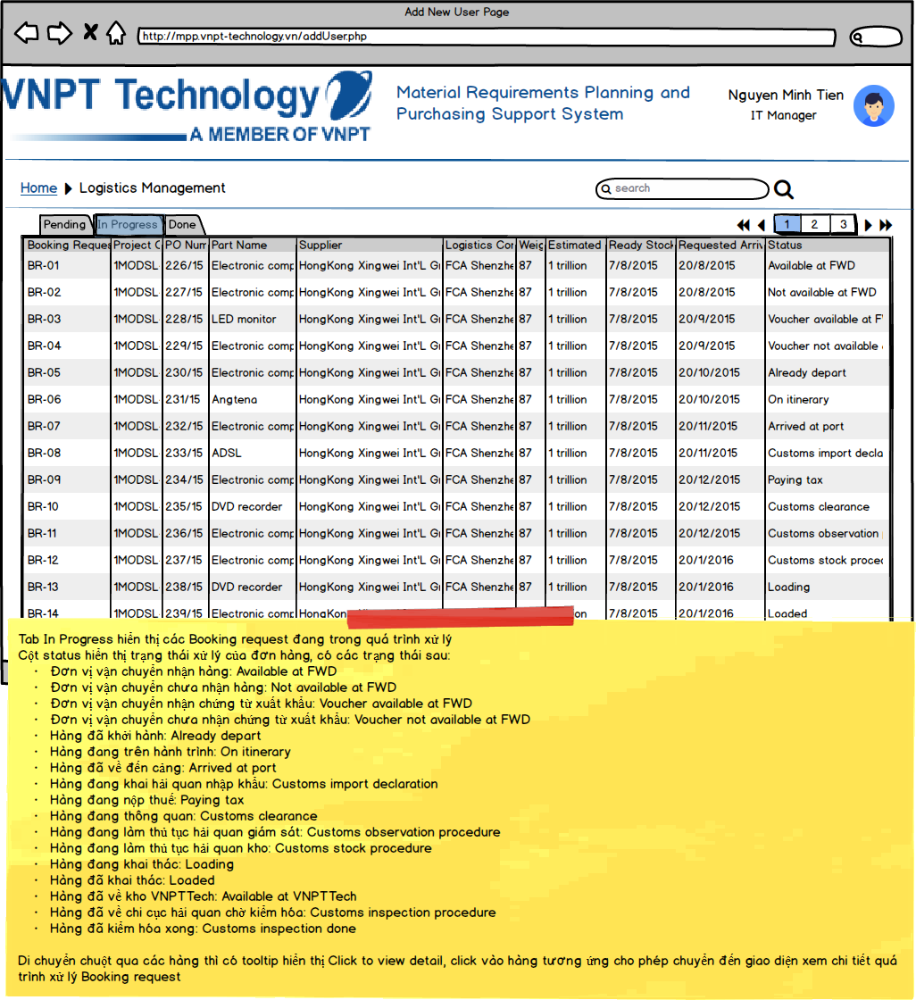 Add New User Page
http://mpp.vnpt-technology.vn/addUser.php
VNPT Technology
A MEMBER OF VNPT
Material Requirements Planning and
Purchasing Support System
Nguyen Minh Tien
IT Manager
Home Logistics Management
search
Pending In Progress Done
1 2 3
Booking Reques Project C PO Num Part Name Supplier Logistics Con Weig Estimated Ready Stock Requested Arriv Status
BR-01 1MODSL 226/15 Electronic comp HongKong Xingwei Int'L Gr FCA Shenzhe 87 1 trillion 7/8/2015 20/8/2015 Available at FWD
BR-02 1MODSL 227/15 Electronic comp HongKong Xingwei Int'L Gr FCA Shenzhe 87 1 trillion 7/8/2015 20/8/2015 Not available at FWD
BR-03 1MODSL 228/15 LED monitor HongKong Xingwei Int'L Gr FCA Shenzhe 87 1 trillion 7/8/2015 20/9/2015 Voucher available at F
BR-04 1MODSL 229/15 Electronic comp HongKong Xingwei Int'L Gr FCA Shenzhe 87 1 trillion 7/8/2015 20/9/2015 Voucher not available
BR-05 1MODSL 230/15 Electronic comp HongKong Xingwei Int'L Gr FCA Shenzhe 87 1 trillion 7/8/2015 20/10/2015 Already depart
BR-06 1MODSL 231/15 Angtena HongKong Xingwei Int'L Gr FCA Shenzhe 87 1 trillion 7/8/2015 20/10/2015 On itinerary
BR-07 1MODSL 232/15 Electronic comp HongKong Xingwei Int'L Gr FCA Shenzhe 87 1 trillion 7/8/2015 20/11/2015 Arrived at port
BR-08 1MODSL 233/15 ADSL HongKong Xingwei Int'L Gr FCA Shenzhe 87 1 trillion 7/8/2015 20/11/2015 Customs import decla
BR-09 1MODSL 234/15 Electronic comp HongKong Xingwei Int'L Gr FCA Shenzhe 87 1 trillion 7/8/2015 20/12/2015 Paying tax
BR-10 1MODSL 235/15 DVD recorder HongKong Xingwei Int'L Gr FCA Shenzhe 87 1 trillion 7/8/2015 20/12/2015 Customs clearance
BR-11 1MODSL 236/15 Electronic comp HongKong Xingwei Int'L Gr FCA Shenzhe 87 1 trillion 7/8/2015 20/12/2015 Customs observation
BR-12 1MODSL 237/15 Electronic comp HongKong Xingwei Int'L Gr FCA Shenzhe 87 1 trillion 7/8/2015 20/1/2016 Customs stock proced
BR-13 1MODSL 238/15 DVD recorder HongKong Xingwei Int'L Gr FCA Shenzhe 87 1 trillion 7/8/2015 20/1/2016 Loading
BR-14 1MODSL 239/15 Electronic comp HongKon 7/8/2015 20/1/2016 Loaded
Tab In Progress hiển thị các Booking request đang trong quá trình xử lý
Cột status hiển thị trạng thái xử lý của đơn hàng, có các trạng thái sau:
· Đơn vị vận chuyển nhận hàng: Available at FWD
· Đơn vị vận chuyển chưa nhận hàng: Not available at FWD
· Đơn vị vận chuyển nhận chứng từ xuất khẩu: Voucher available at FWD
· Đơn vị vận chuyển chưa nhận chứng từ xuất khẩu: Voucher not available at FWD
· Hàng đã khởi hành: Already depart
· Hàng đang trên hành trình: On itinerary
· Hàng đã về đến cảng: Arrived at port
· Hàng đang khai hải quan nhập khẩu: Customs import declaration
· Hàng đang nộp thuế: Paying tax
· Hàng đang thông quan: Customs clearance
· Hàng đang làm thủ tục hải quan giám sát: Customs observation procedure
· Hàng đang làm thủ tục hải quan kho: Customs stock procedure
· Hàng đang khai thác: Loading
· Hàng đã khai thác: Loaded
· Hàng đã về kho VNPTTech: Available at VNPTTech
· Hàng đã về chi cục hải quan chờ kiểm hóa: Customs inspection procedure
· Hàng đã kiểm hóa xong: Customs inspection done
Di chuyển chuột qua các hàng thì có tooltip hiển thị Click to view detail, click vào hàng tương ứng cho phép chuyển đến giao diện xem chi tiết quá
trình xử lý Booking request